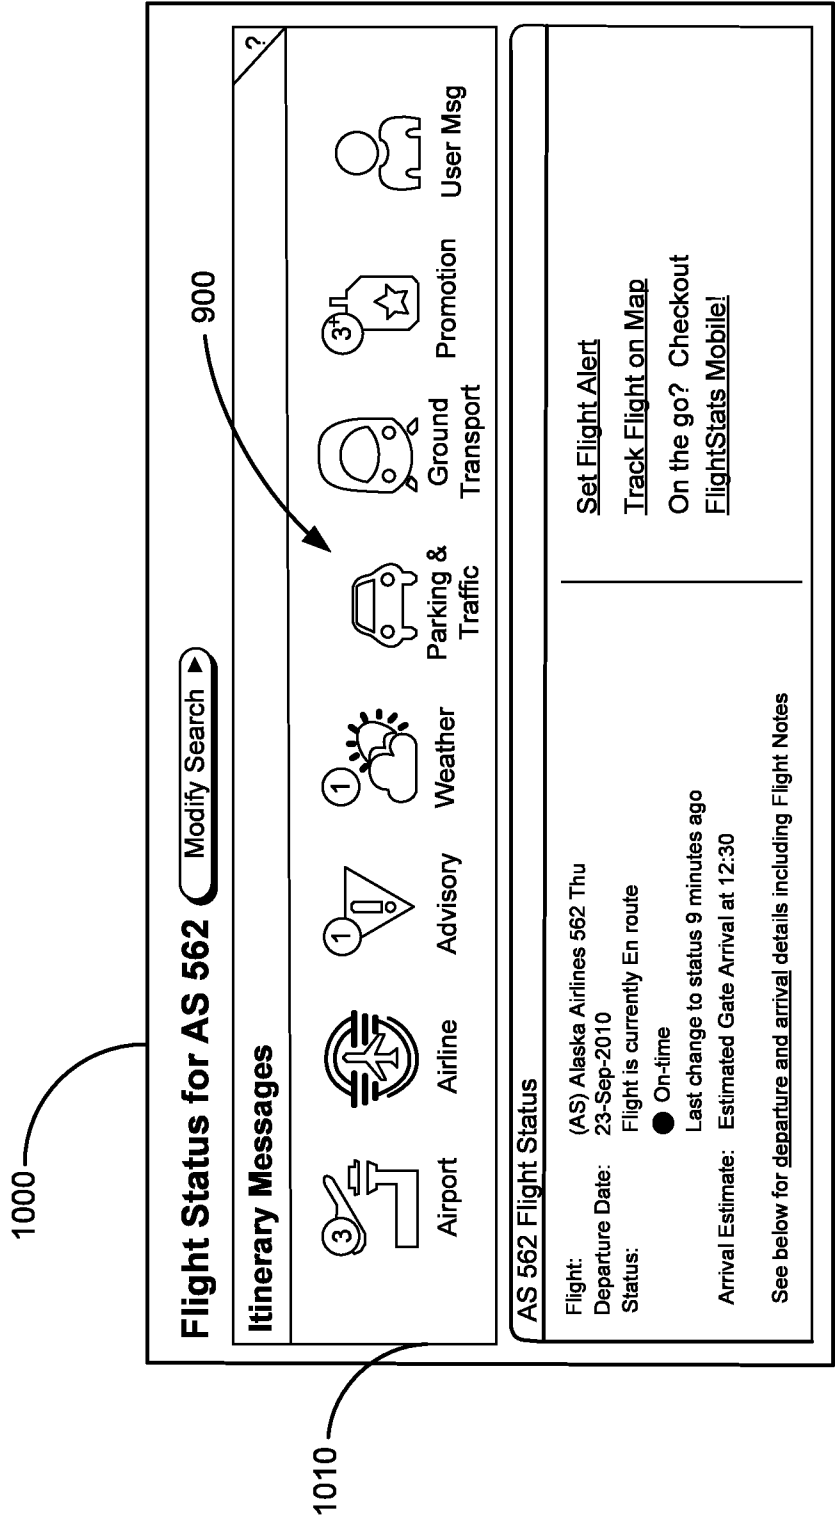 1000
Flight Status for AS 562
Modify Search ►
900
1010
Itinerary Messages
?
3
1
1
3+
Airport
Airline
Advisory
Weather
Parking &
Traffic
Ground
Transport
Promotion
User Msg
AS 562 Flight Status
Flight: (AS) Alaska Airlines 562 Thu
Departure Date: 23-Sep-2010
Status: Flight is currently En route
On-time
Last change to status 9 minutes ago
Arrival Estimate: Estimated Gate Arrival at 12:30
See below for departure and arrival details including Flight Notes
Set Flight Alert
Track Flight on Map
On the go? Checkout
FlightStats Mobile!